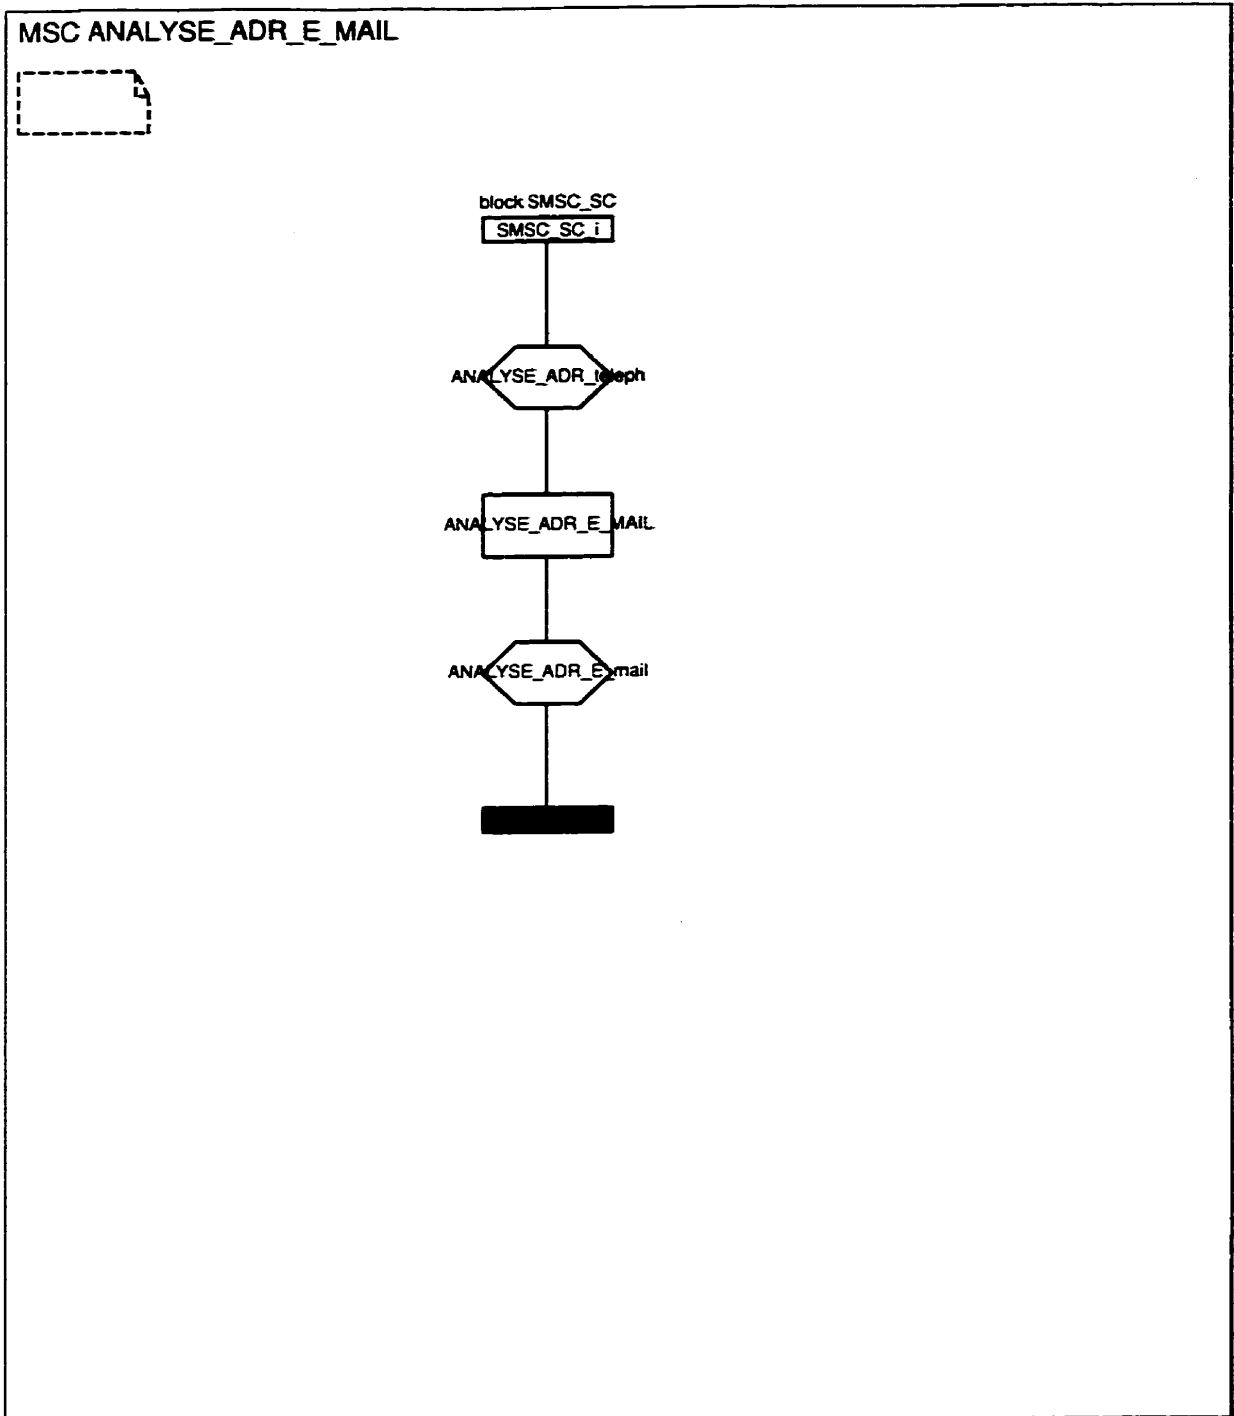 MSC ANALYSE_ADR_E_MAIL
block SMSC_SC
SMSC_SC_i
ANALYSE_ADR_teleph
ANALYSE_ADR_E_MAIL
ANALYSE_ADR_E_mail